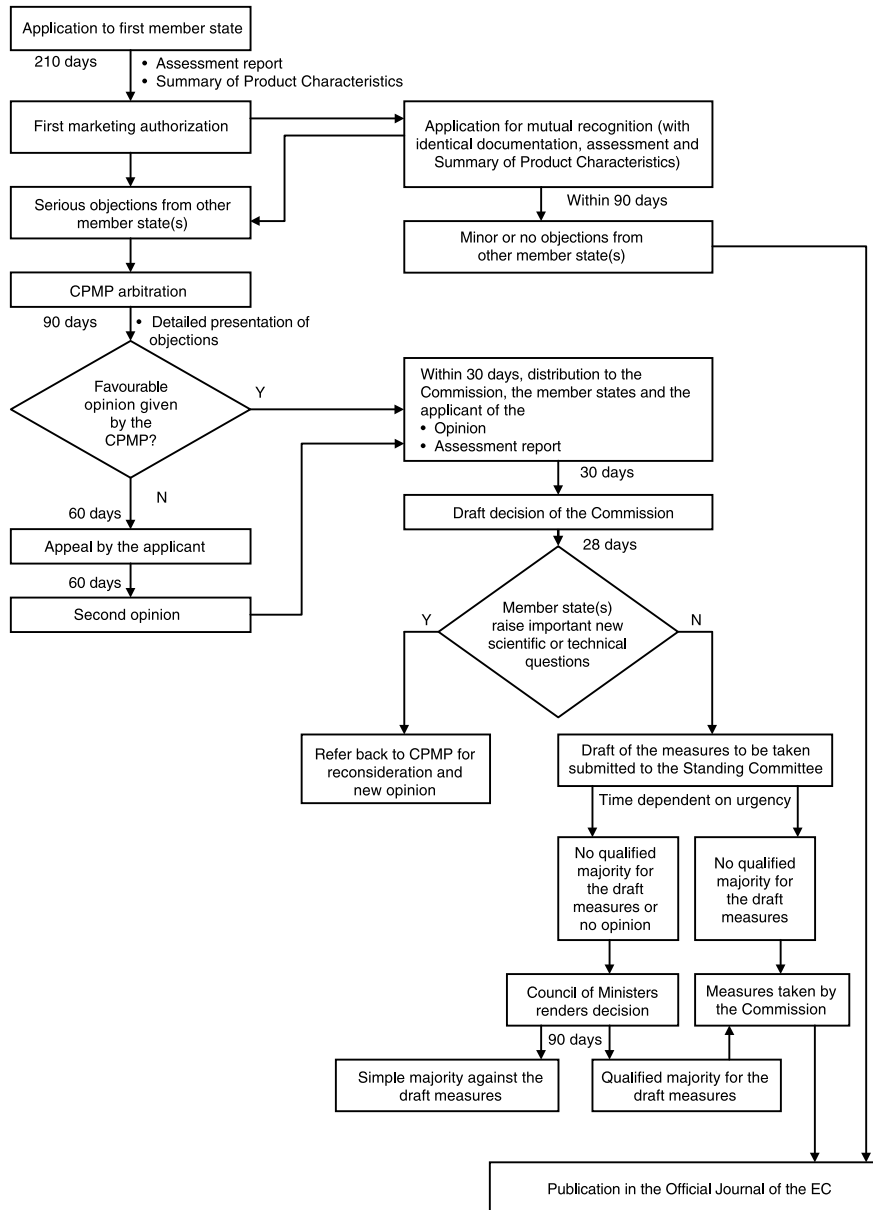 Application to first member state
210 days
• Assessment report
• Summary of Product Characteristics
First marketing authorization
Application for mutual recognition (with
identical documentation, assessment and
Summary of Product Characteristics)
Serious objections from other
member state(s)
Within 90 days
Minor or no objections from
other member state(s)
CPMP arbitration
90 days
• Detailed presentation of
objections
Favourable
opinion given
by the
CPMP?
Y
N
Within 30 days, distribution to the
Commission, the member states and the
applicant of the
• Opinion
• Assessment report
60 days
Appeal by the applicant
60 days
Second opinion
30 days
Draft decision of the Commission
28 days
Member state(s)
raise important new
scientific or technical
questions
Y
N
Refer back to CPMP for
reconsideration and
new opinion
Draft of the measures to be taken
submitted to the Standing Committee
Time dependent on urgency
No qualified
majority for
the draft
measures or
no opinion
No qualified
majority for
the draft
measures
Council of Ministers
renders decision
Measures taken by
the Commission
90 days
Simple majority against the
draft measures
Qualified majority for the
draft measures
Publication in the Official Journal of the EC